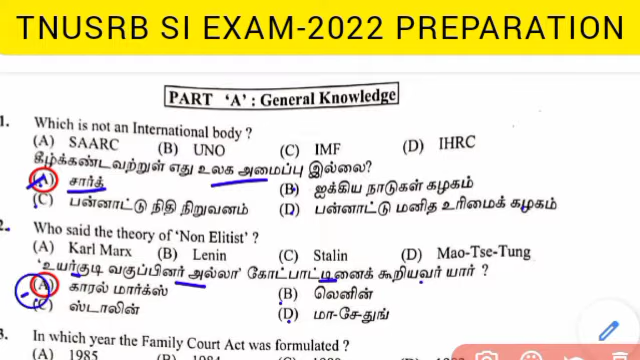 TNUSRB SI EXAM-2022 PREPARATION
PART 'A' : General Knowledge
1. Which is not an International body ?
(A) SAARC (B) UNO (C) IMF (D) IHRC
கீழ்க்கண்டவற்றுள் எது உலக அமைப்பு இல்லை?
(A) சார்க் (B) ஐக்கிய நாடுகள் கழகம்
(C) பன்னாட்டு நிதி நிறுவனம் (D) பன்னாட்டு மனித உரிமைக் கழகம்
2. Who said the theory of 'Non Elitist' ?
(A) Karl Marx (B) Lenin (C) Stalin (D) Mao-Tse-Tung
'உயர்குடி வகுப்பினர் அல்லா' கோட்பாட்டினைக் கூறியவர் யார் ?
(A) காரல் மார்க்ஸ் (B) லெனின்
(C) ஸ்டாலின் (D) மா-சே-துங்
3. In which year the Family Court Act was formulated ?
(A) 1985 (B) 1984